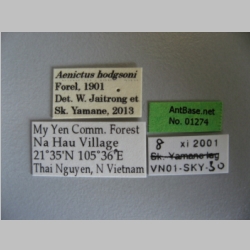 Aenictus hodgsoni
Forel, 1901
Det. W. Jaitrong et
Sk. Yamane, 2013
AntBase.net
No. 01274
My Yen Comm. Forest
Na Hau Village
21°35'N 105°36'E
Thai Nguyen, N Vietnam
8 xi 2001
Sk. Yamane leg
VN01-SKY-30